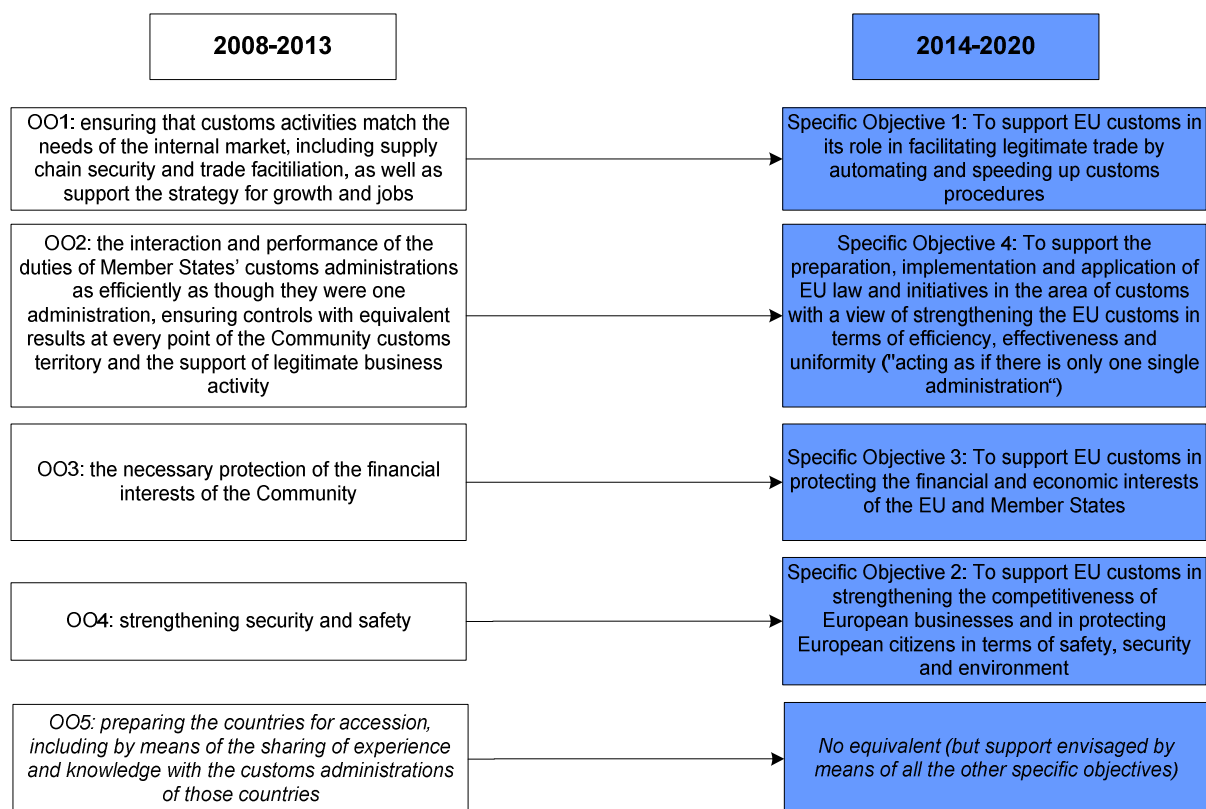 2008-2013
2014-2020
OO1: ensuring that customs activities match the
needs of the internal market, including supply
chain security and trade facitiliation, as well as
support the strategy for growth and jobs
Specific Objective 1: To support EU customs in
its role in facilitating legitimate trade by
automating and speeding up customs
procedures
OO2: the interaction and performance of the
duties of Member States’ customs administrations
as efficiently as though they were one
administration, ensuring controls with equivalent
results at every point of the Community customs
territory and the support of legitimate business
activity
Specific Objective 4: To support the
preparation, implementation and application of
EU law and initiatives in the area of customs
with a view of strengthening the EU customs in
terms of efficiency, effectiveness and
uniformity ("acting as if there is only one single
administration“)
OO3: the necessary protection of the financial
interests of the Community
Specific Objective 3: To support EU customs in
protecting the financial and economic interests
of the EU and Member States
OO4: strengthening security and safety
Specific Objective 2: To support EU customs in
strengthening the competitiveness of
European businesses and in protecting
European citizens in terms of safety, security
and environment
OO5: preparing the countries for accession,
including by means of the sharing of experience
and knowledge with the customs administrations
of those countries
No equivalent (but support envisaged by
means of all the other specific objectives)